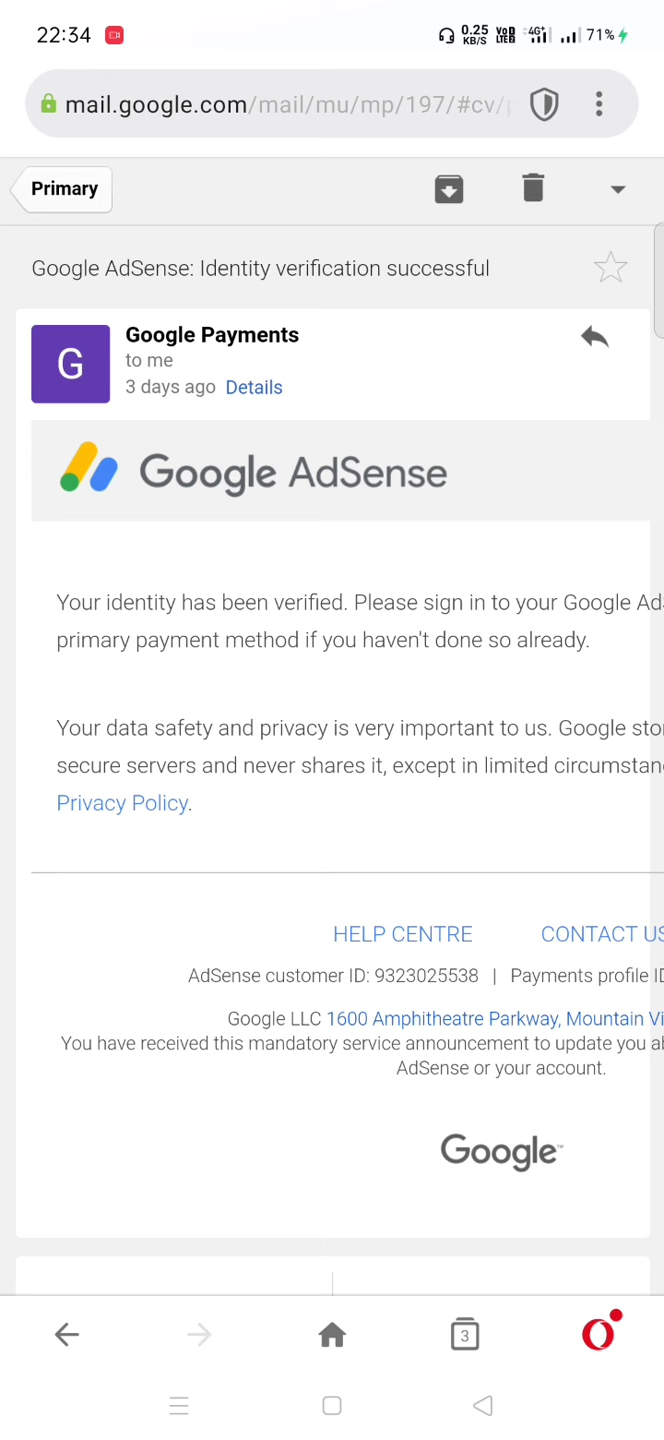 22:34
0.25 KB/S VoD LTE 4G+ 71%
mail.google.com/mail/mu/mp/197/#cv/
Primary
Google AdSense: Identity verification successful
G
Google Payments
to me
3 days ago Details
Google AdSense
Your identity has been verified. Please sign in to your Google Ad
primary payment method if you haven't done so already.
Your data safety and privacy is very important to us. Google sto
secure servers and never shares it, except in limited circumstan
Privacy Policy.
HELP CENTRE CONTACT US
AdSense customer ID: 9323025538 | Payments profile ID
Google LLC 1600 Amphitheatre Parkway, Mountain Vi
You have received this mandatory service announcement to update you ab
AdSense or your account.
Google™
3